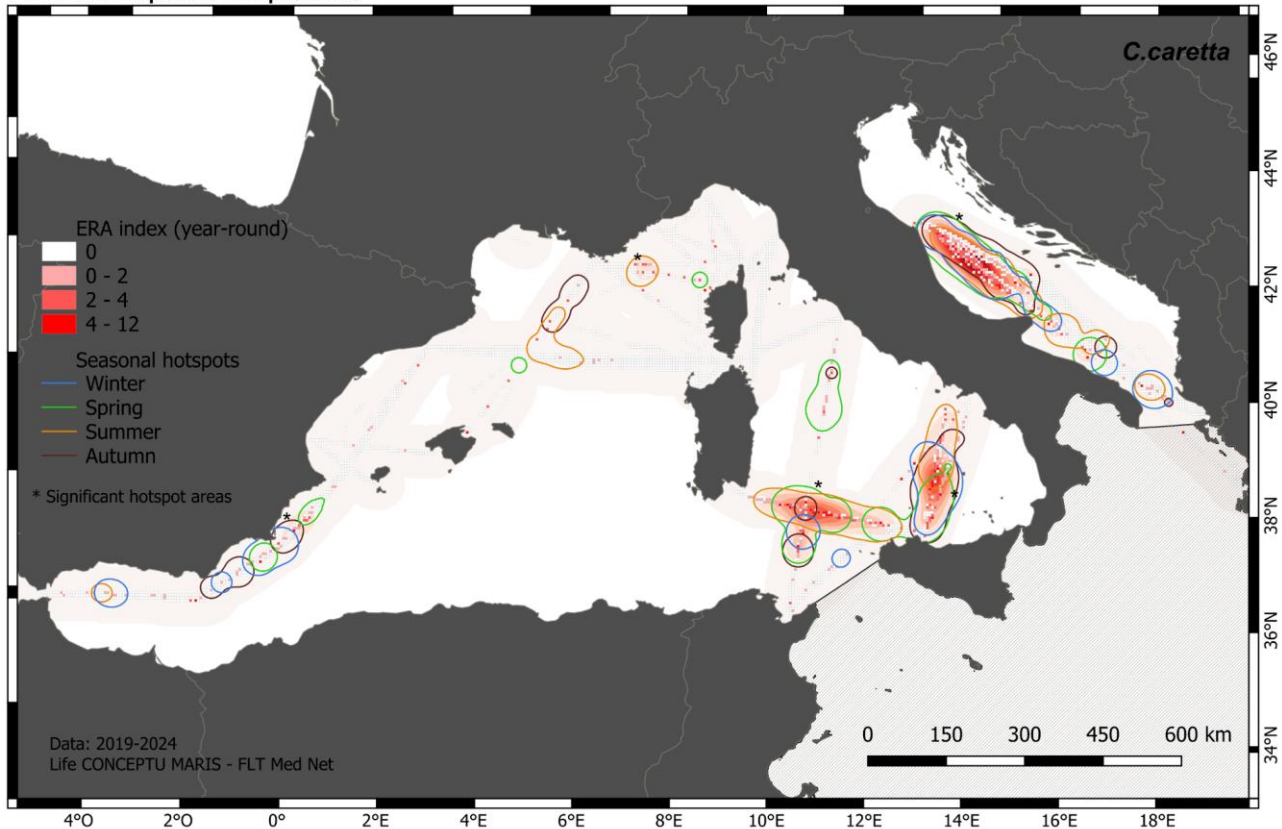 C.caretta
ERA index (year-round)
0
0 - 2
2 - 4
4 - 12
Seasonal hotspots
Winter
Spring
Summer
Autumn
* Significant hotspot areas
*
*
*
*
*
Data: 2019-2024
Life CONCEPTU MARIS - FLT Med Net
0 150 300 450 600 km
46°N
44°N
42°N
40°N
38°N
36°N
34°N
4°O 2°O 0° 2°E 4°E 6°E 8°E 10°E 12°E 14°E 16°E 18°E